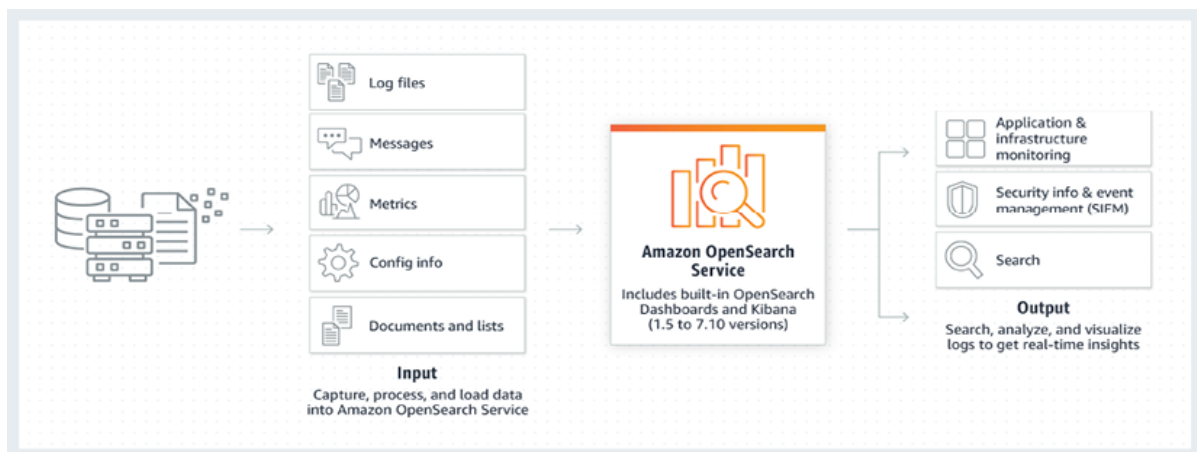 Log files
Messages
Metrics
Config info
Documents and lists
Input
Capture, process, and load data
into Amazon OpenSearch Service
Amazon OpenSearch
Service
Includes built-in OpenSearch
Dashboards and Kibana
(1.5 to 7.10 versions)
Application &
infrastructure
monitoring
Security info & event
management (SIEM)
Search
Output
Search, analyze, and visualize
logs to get real-time insights